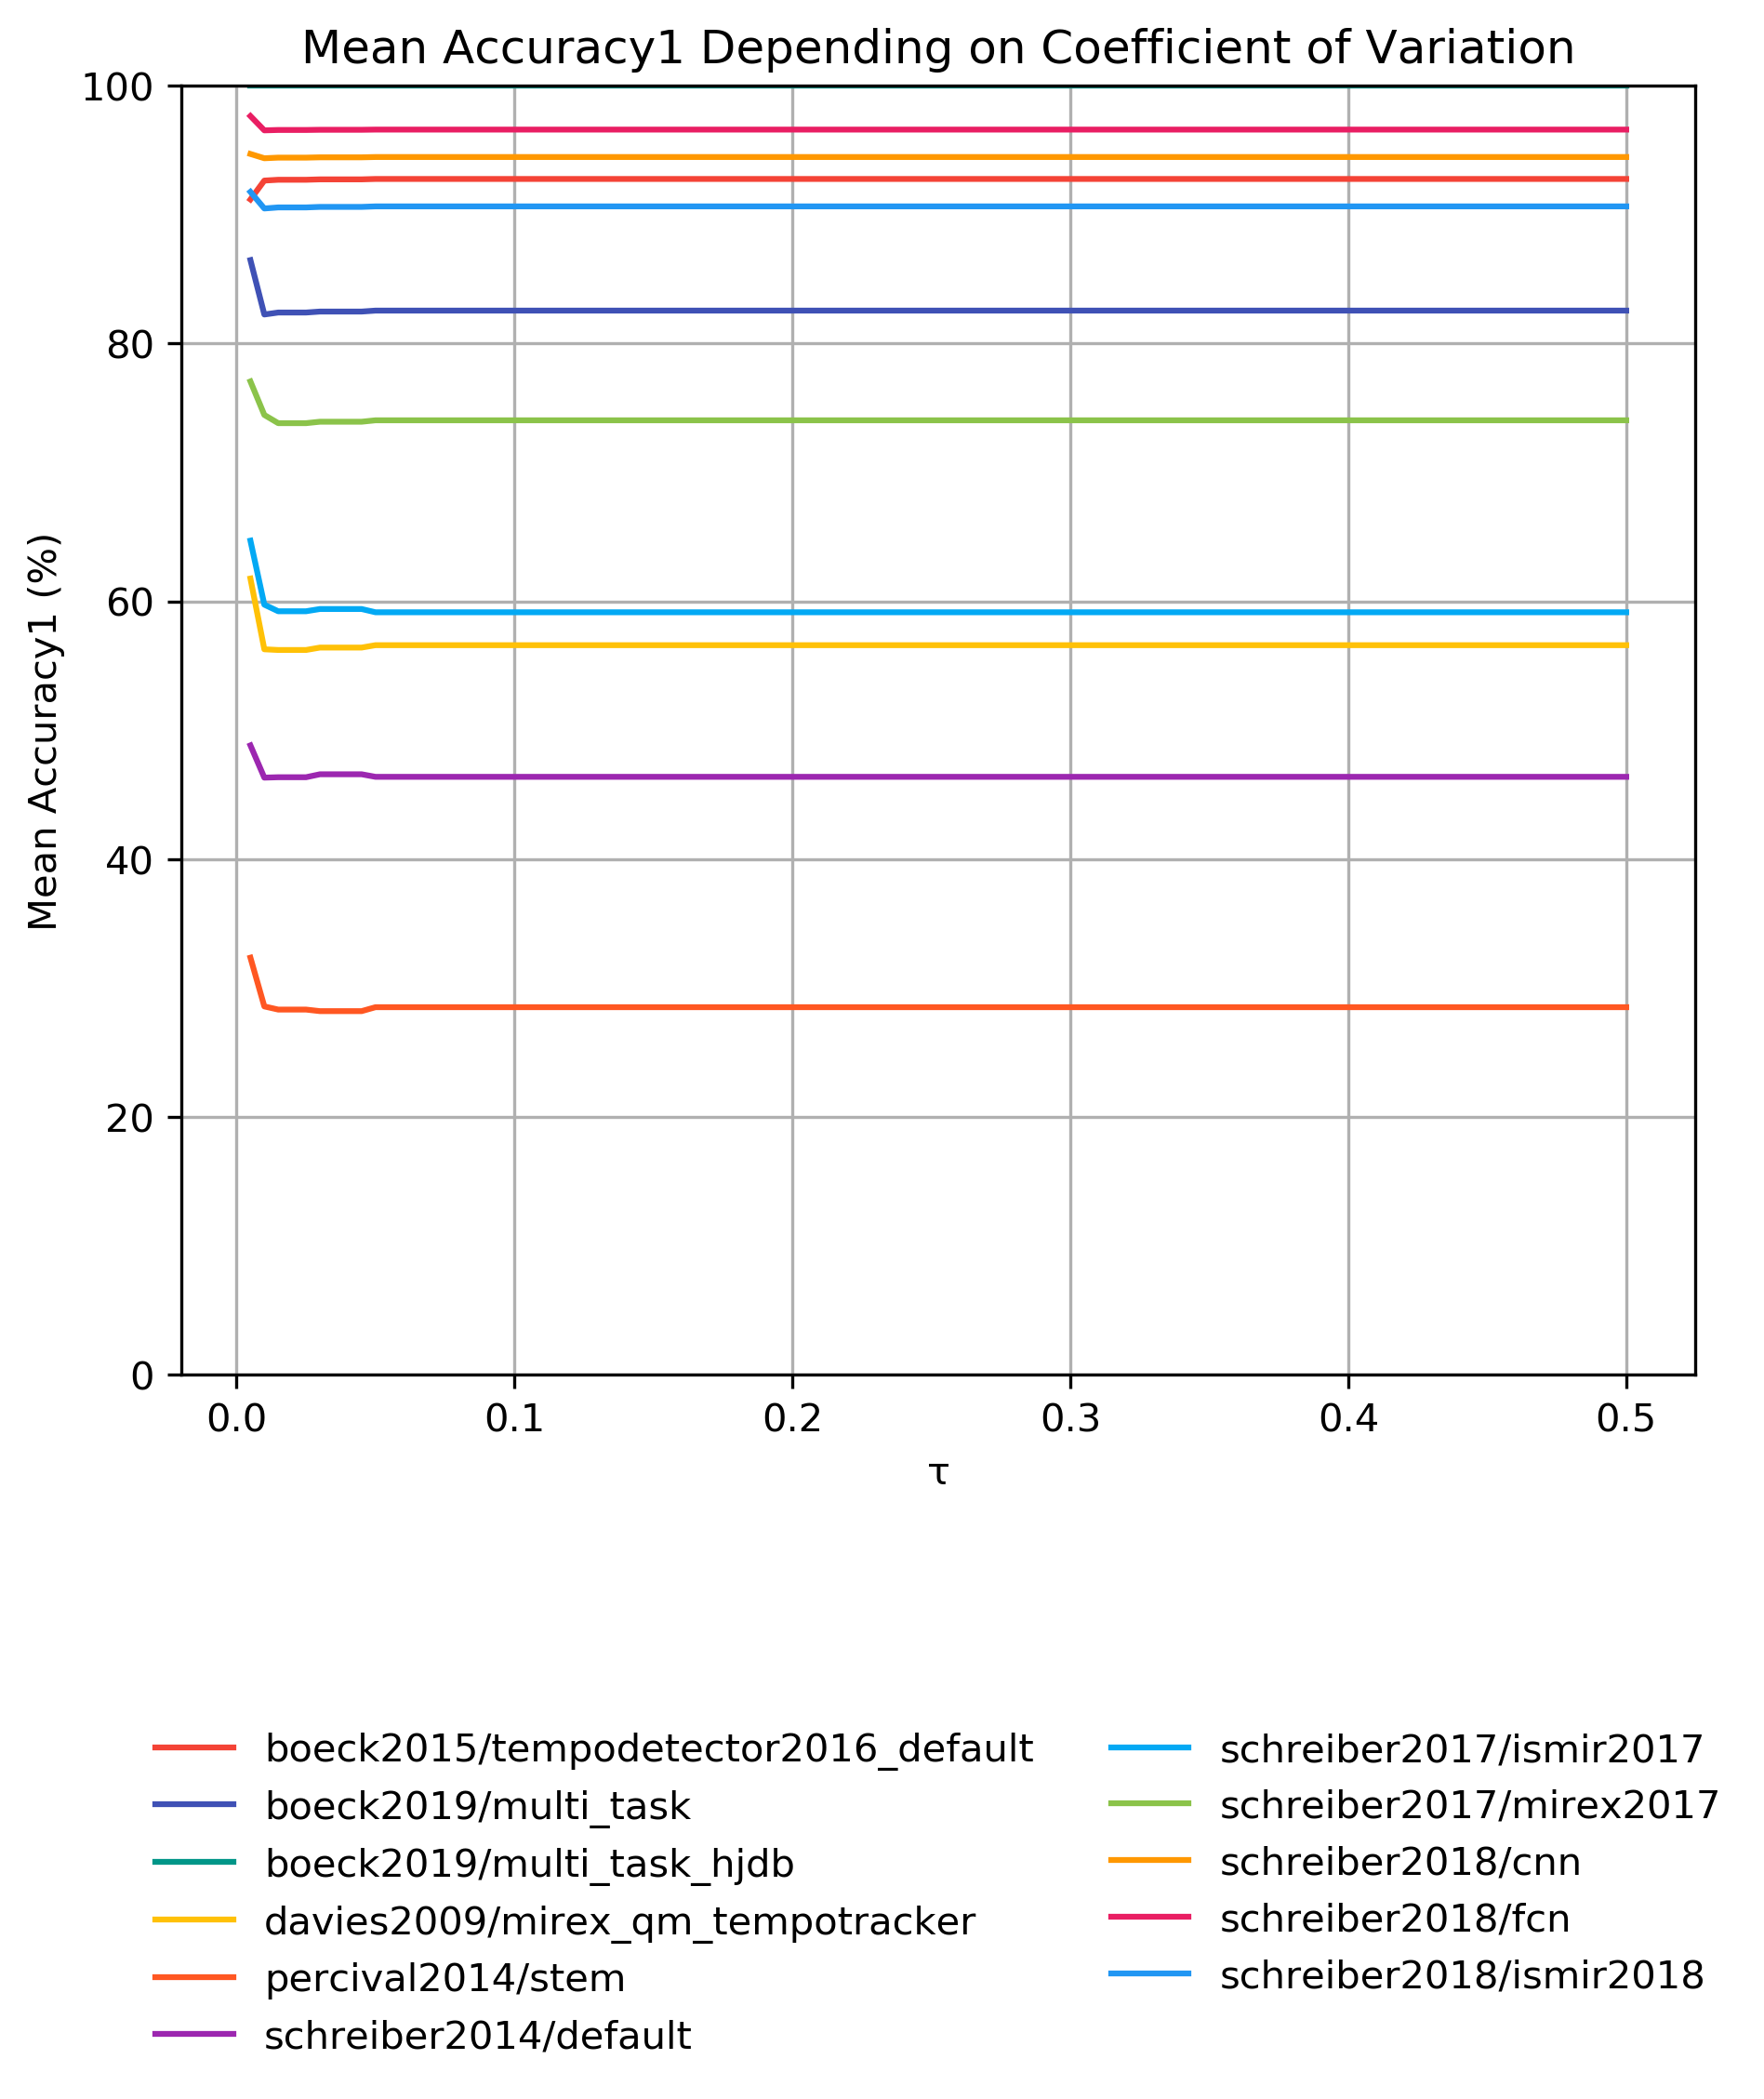 Mean Accuracy1 Depending on Coefficient of Variation
100
80
60
40
20
0
Mean Accuracy1 (%)
0.0 0.1 0.2 0.3 0.4 0.5
τ
boeck2015/tempodetector2016_default
boeck2019/multi_task
boeck2019/multi_task_hjdb
davies2009/mirex_qm_tempotracker
percival2014/stem
schreiber2014/default
schreiber2017/ismir2017
schreiber2017/mirex2017
schreiber2018/cnn
schreiber2018/fcn
schreiber2018/ismir2018